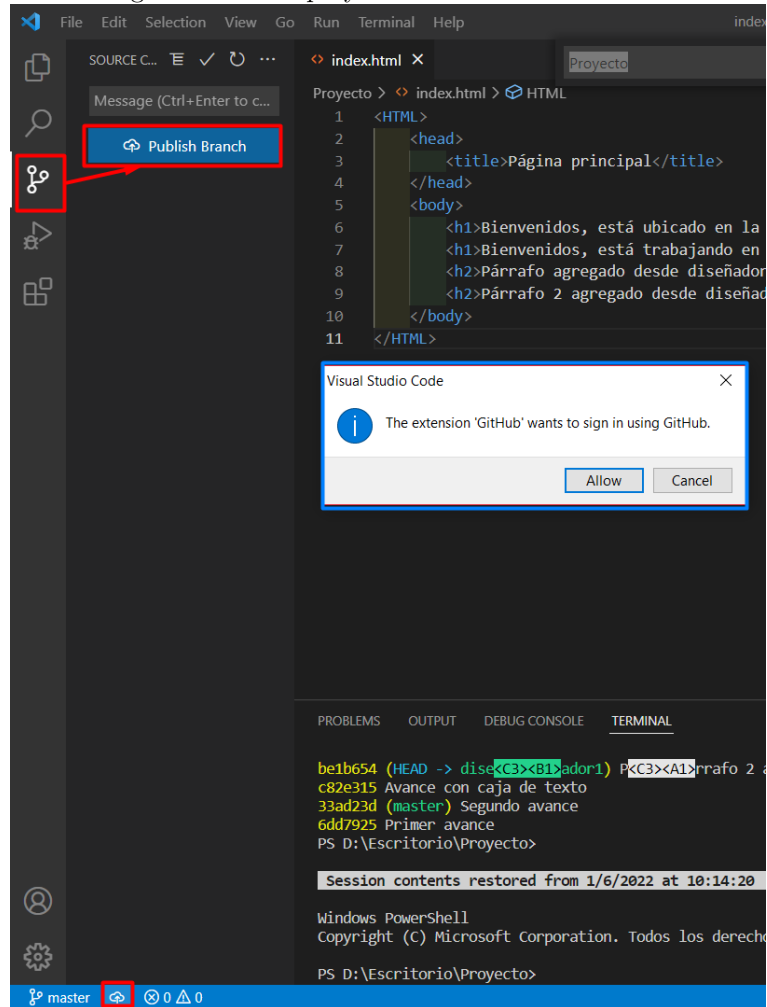 File Edit Selection View Go Run Terminal Help
SOURCE C...
index.html
Proyecto
Message (Ctrl+Enter to c...
Publish Branch
Proyecto > index.html > HTML
1 <HTML>
2 <head>
3 <title>Página principal</title>
4 </head>
5 <body>
6 <h1>Bienvenidos, está ubicado en la
7 <h1>Bienvenidos, está trabajando en
8 <h2>Párrafo agregado desde diseñador
9 <h2>Párrafo 2 agregado desde diseñad
10 </body>
11 </HTML>
Visual Studio Code
The extension 'GitHub' wants to sign in using GitHub.
Allow Cancel
PROBLEMS OUTPUT DEBUG CONSOLE TERMINAL
be1b654 (HEAD -> dise<C3><B1>ador1) P<C3><A1>rrafo 2 a
c82e315 Avance con caja de texto
33ad23d (master) Segundo avance
6dd7925 Primer avance
PS D:\Escritorio\Proyecto>
Session contents restored from 1/6/2022 at 10:14:20
Windows PowerShell
Copyright (C) Microsoft Corporation. Todos los derecho
PS D:\Escritorio\Proyecto>
master 0 0